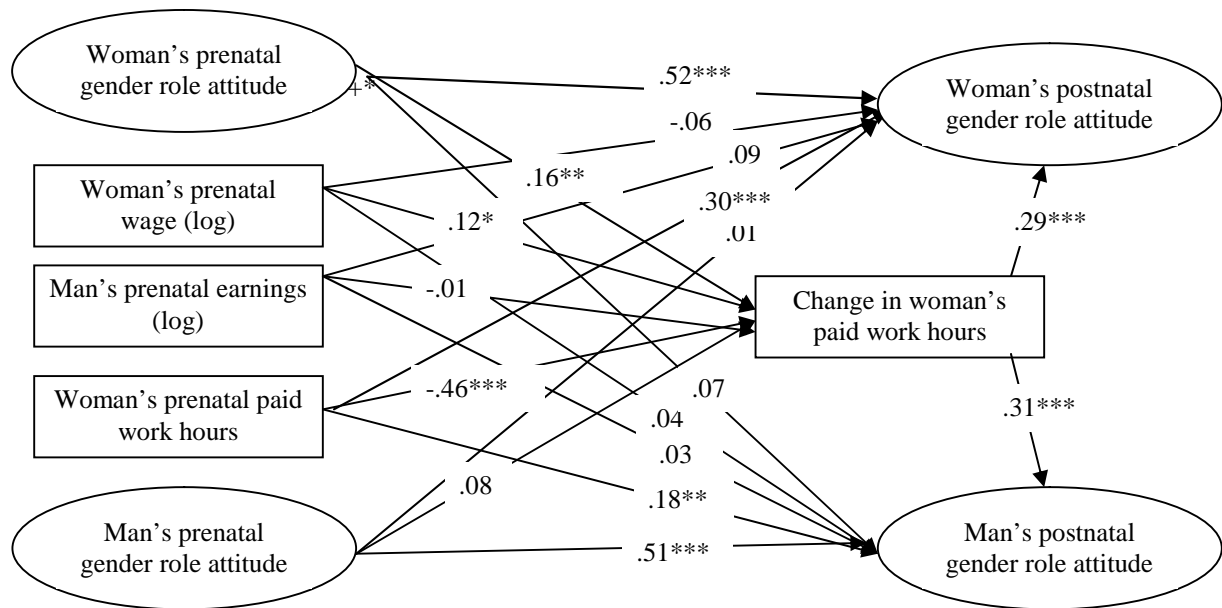 Woman’s prenatal
gender role attitude
+*
Woman’s prenatal
wage (log)
Man’s prenatal earnings
(log)
Woman’s prenatal paid
work hours
Man’s prenatal
gender role attitude
.52***
-.06
.09
.16**
.30***
.12*
.01
-.01
-.46***
.07
.04
.03
.08
.18**
.51***
Woman’s postnatal
gender role attitude
.29***
Change in woman’s
paid work hours
.31***
Man’s postnatal
gender role attitude